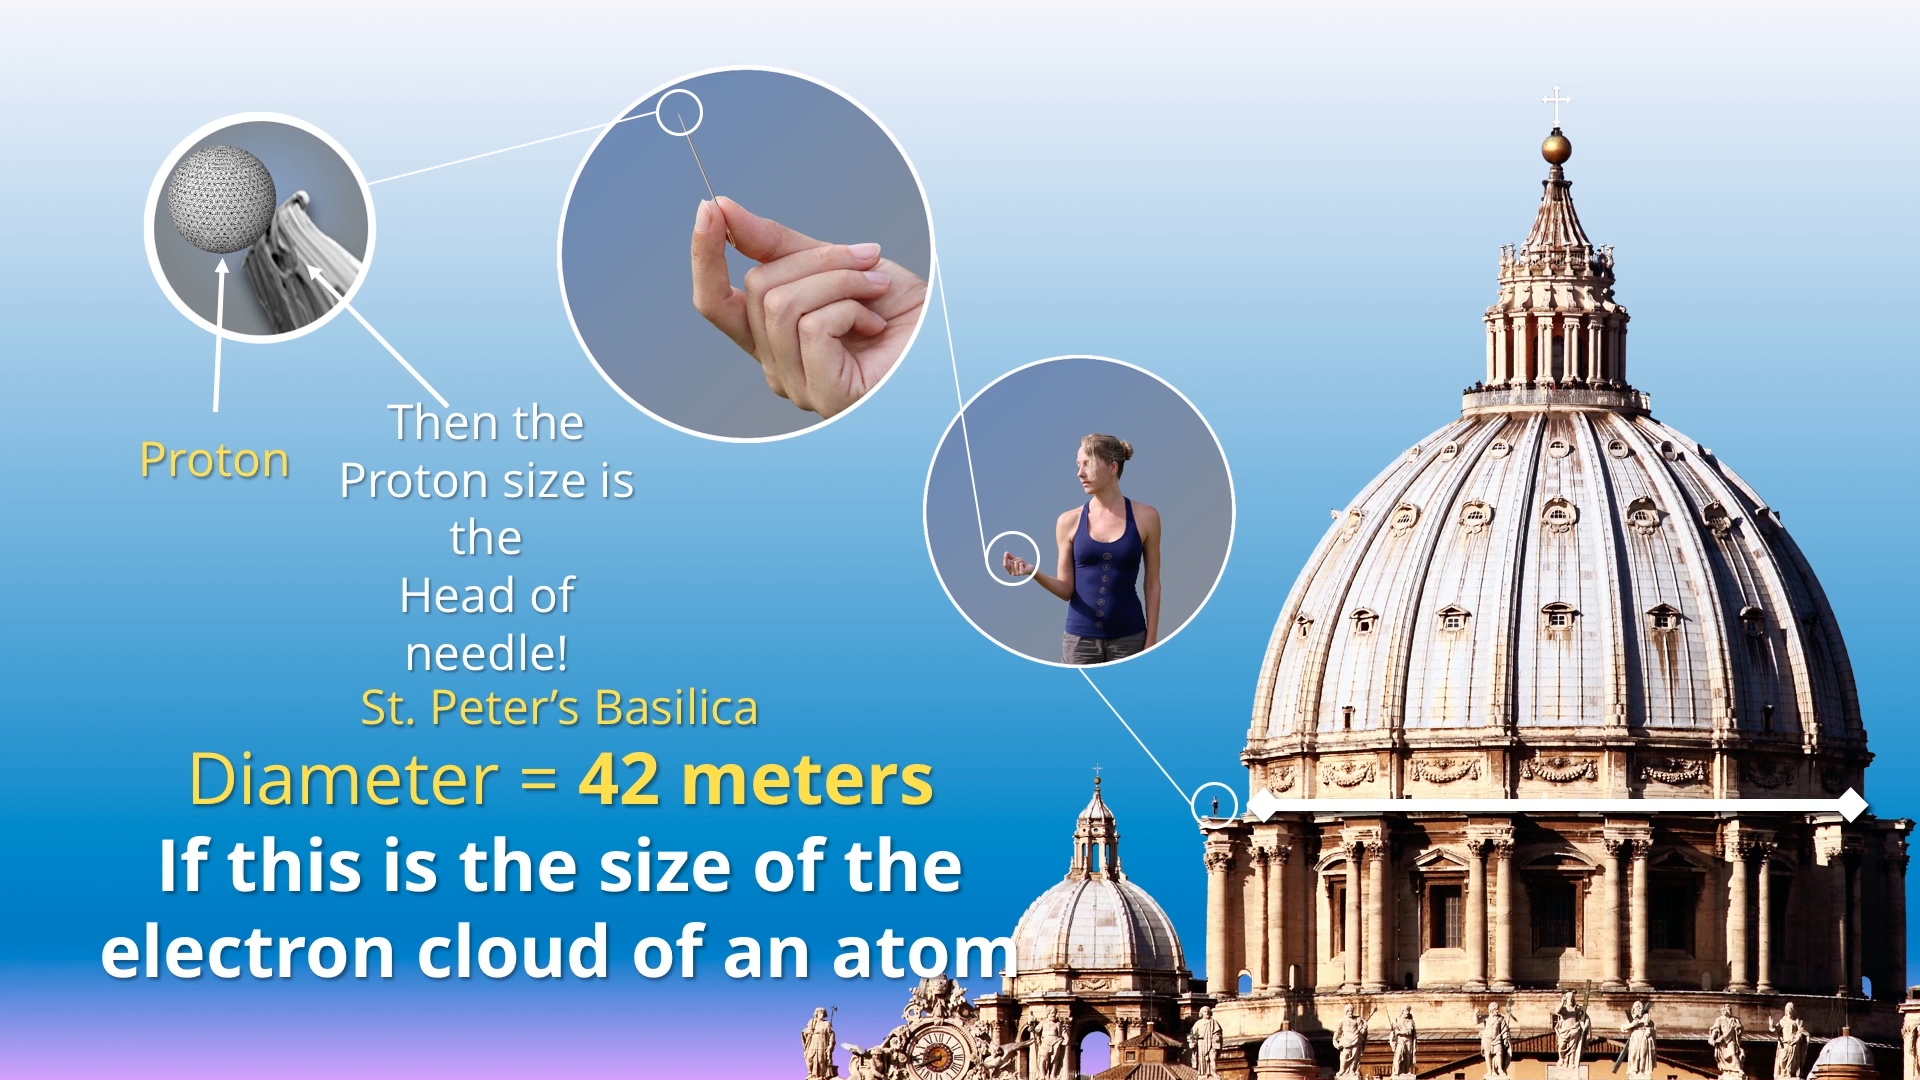 Proton
Then the
Proton size is
the
Head of
needle!
St. Peter’s Basilica
Diameter = 42 meters
If this is the size of the
electron cloud of an atom